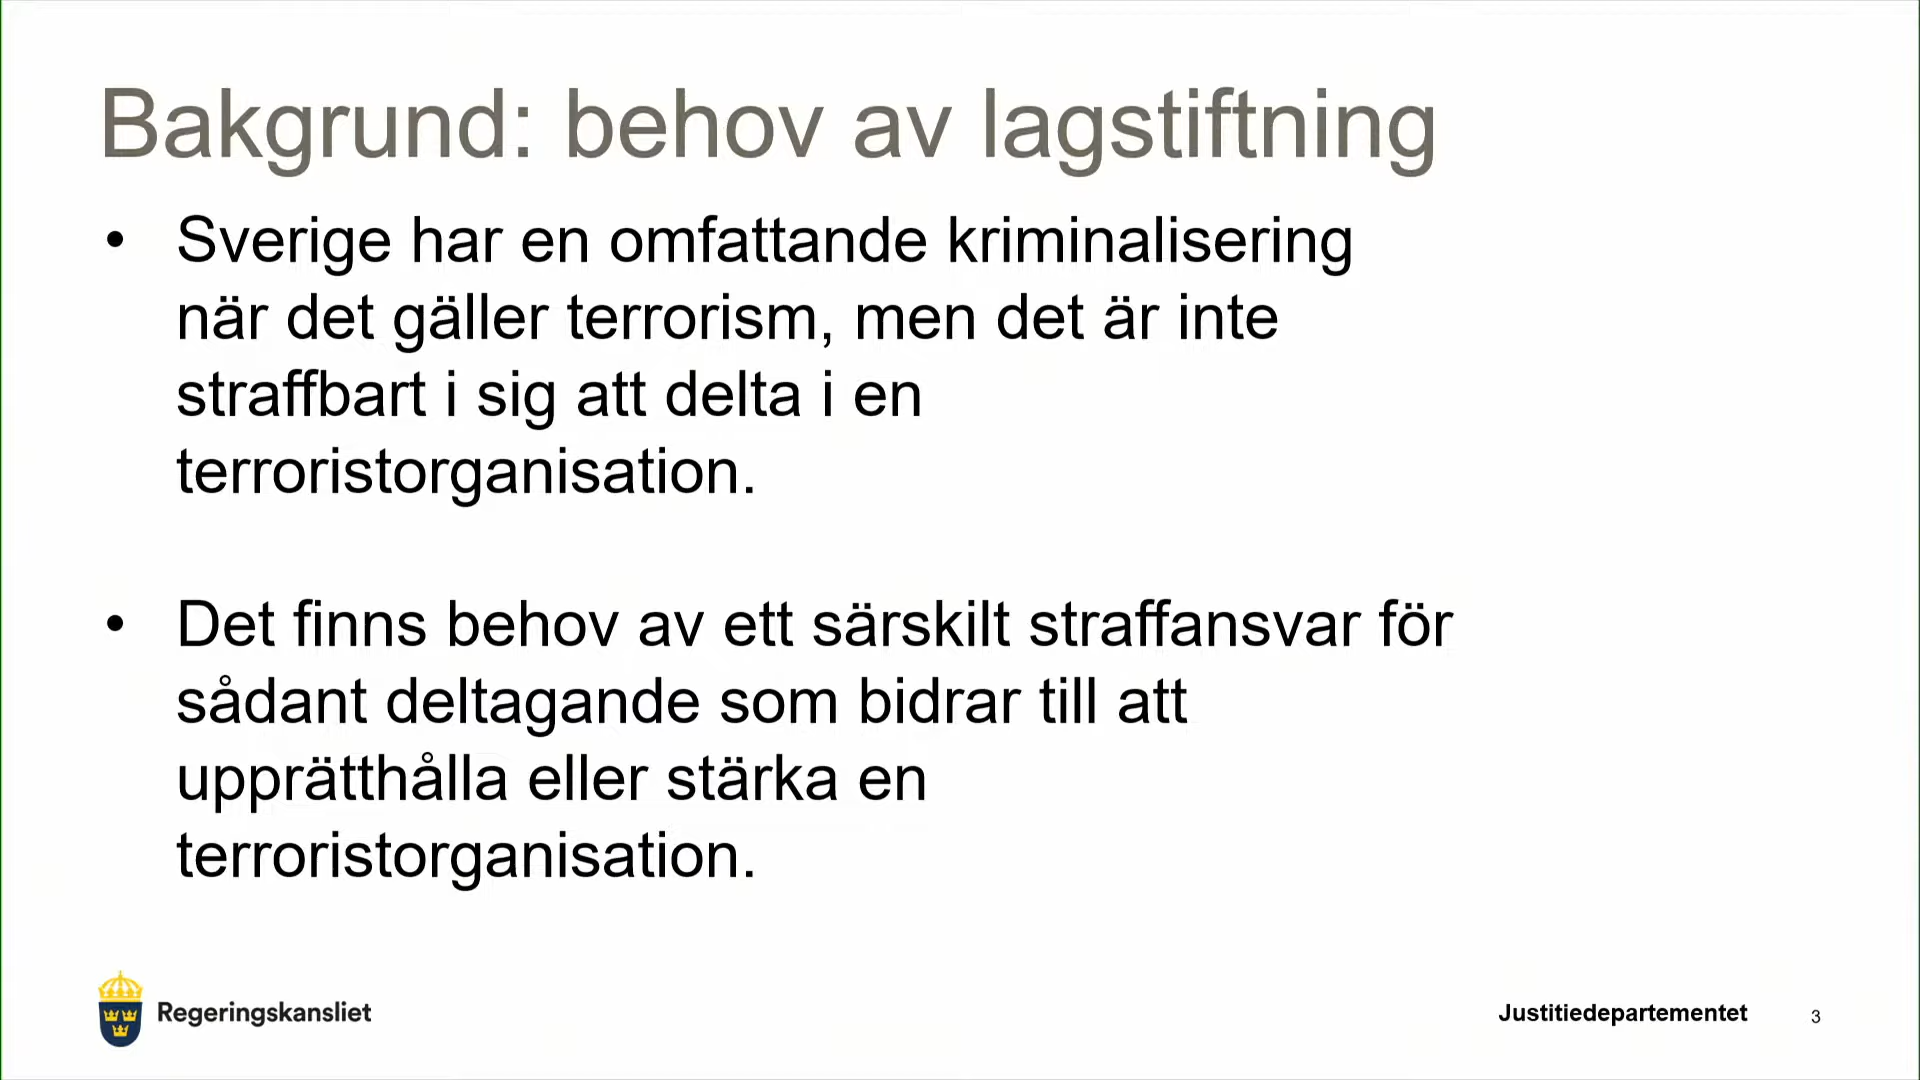 Bakgrund: behov av lagstiftning
• Sverige har en omfattande kriminalisering
när det gäller terrorism, men det är inte
straffbart i sig att delta i en
terroristorganisation.
• Det finns behov av ett särskilt straffansvar för
sådant deltagande som bidrar till att
upprätthålla eller stärka en
terroristorganisation.
Regeringskansliet
Justitiedepartementet
3